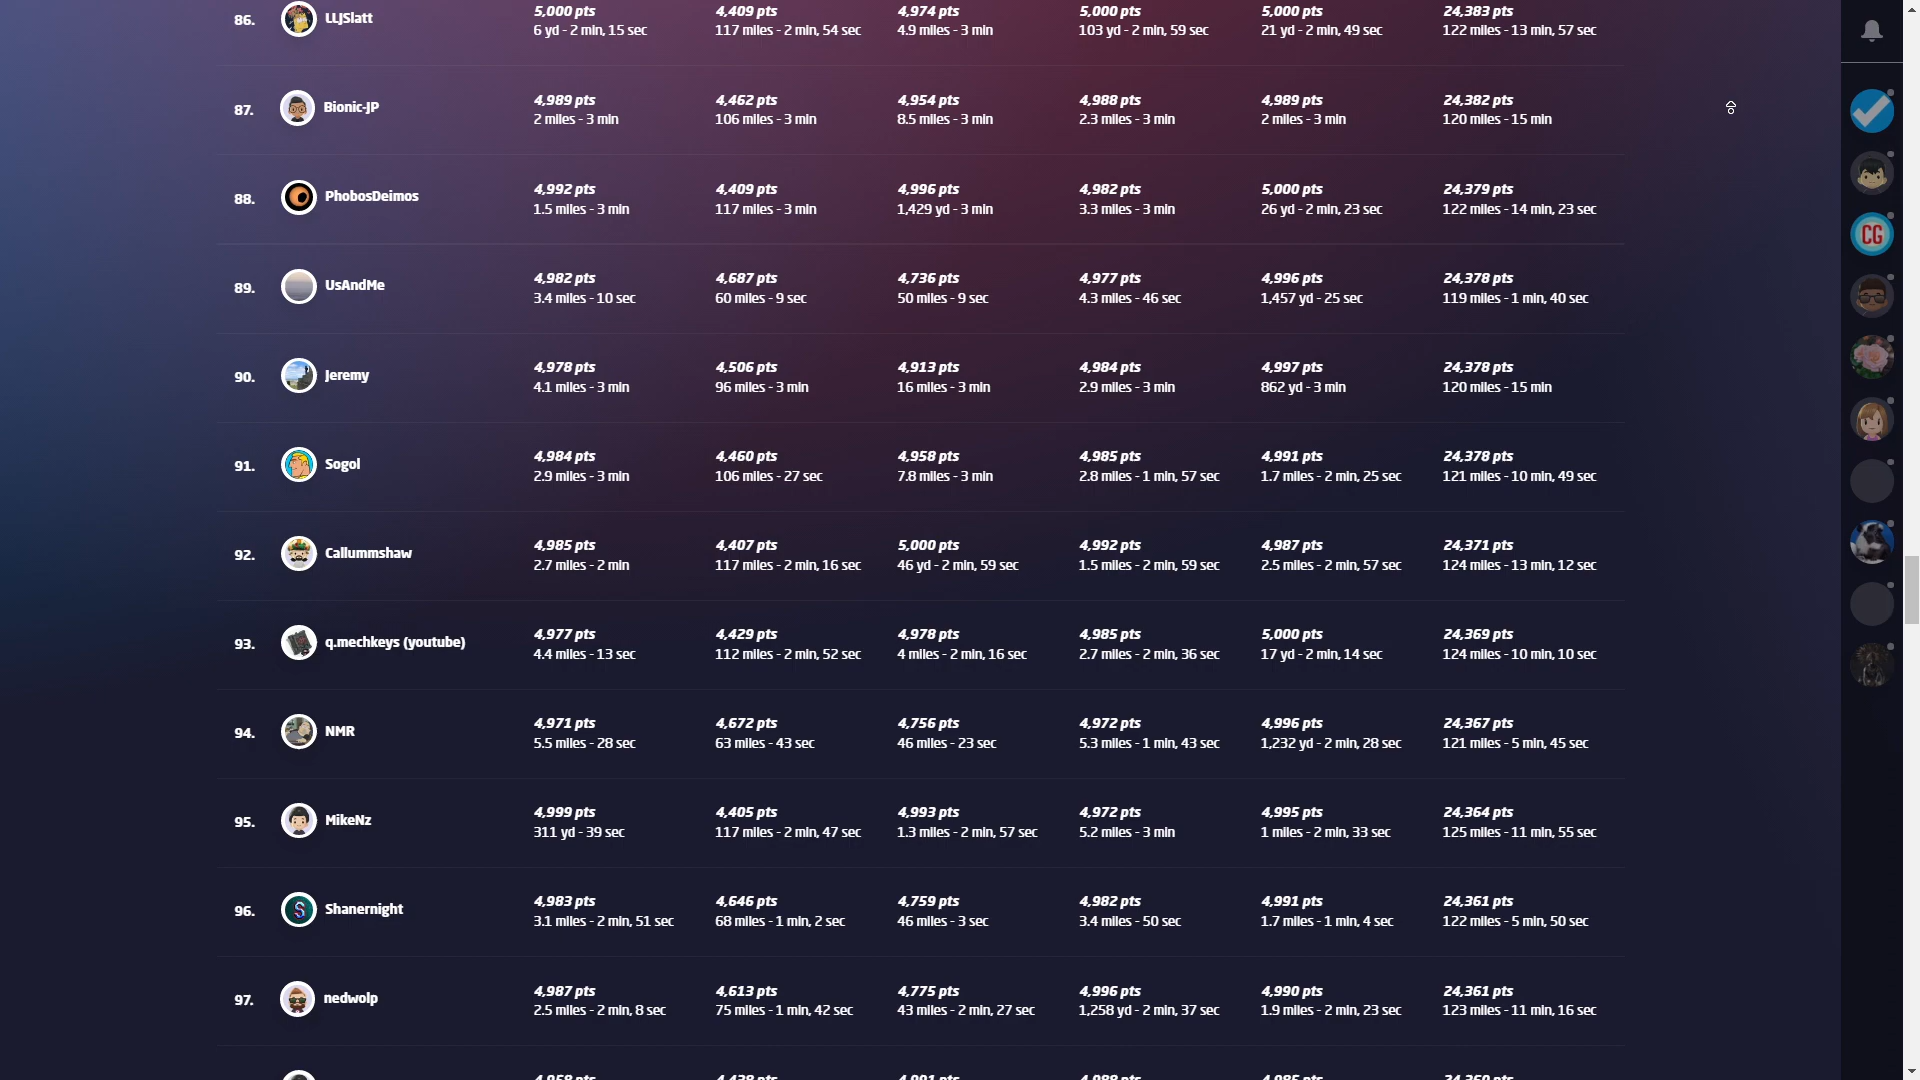 86. LLJSlatt 5,000 pts 4,409 pts 4,974 pts 5,000 pts 5,000 pts 24,383 pts
6 yd - 2 min, 15 sec 117 miles - 2 min, 54 sec 4.9 miles - 3 min 103 yd - 2 min, 59 sec 21 yd - 2 min, 49 sec 122 miles - 13 min, 57 sec
87. Bionic-JP 4,989 pts 4,462 pts 4,954 pts 4,988 pts 4,989 pts 24,382 pts
2 miles - 3 min 106 miles - 3 min 8.5 miles - 3 min 2.3 miles - 3 min 2 miles - 3 min 120 miles - 15 min
88. PhobosDeimos 4,992 pts 4,409 pts 4,996 pts 4,982 pts 5,000 pts 24,379 pts
1.5 miles - 3 min 117 miles - 3 min 1,429 yd - 3 min 3.3 miles - 3 min 26 yd - 2 min, 23 sec 122 miles - 14 min, 23 sec
CG
89. UsAndMe 4,982 pts 4,687 pts 4,736 pts 4,977 pts 4,996 pts 24,378 pts
3.4 miles - 10 sec 60 miles - 9 sec 50 miles - 9 sec 4.3 miles - 46 sec 1,457 yd - 25 sec 119 miles - 1 min, 40 sec
90. Jeremy 4,978 pts 4,506 pts 4,913 pts 4,984 pts 4,997 pts 24,378 pts
4.1 miles - 3 min 96 miles - 3 min 16 miles - 3 min 2.9 miles - 3 min 862 yd - 3 min 120 miles - 15 min
91. Sogol 4,984 pts 4,460 pts 4,958 pts 4,985 pts 4,991 pts 24,378 pts
2.9 miles - 3 min 106 miles - 27 sec 7.8 miles - 3 min 2.8 miles - 1 min, 57 sec 1.7 miles - 2 min, 25 sec 121 miles - 10 min, 49 sec
92. Callummshaw 4,985 pts 4,407 pts 5,000 pts 4,992 pts 4,987 pts 24,371 pts
2.7 miles - 2 min 117 miles - 2 min, 16 sec 46 yd - 2 min, 59 sec 1.5 miles - 2 min, 59 sec 2.5 miles - 2 min, 57 sec 124 miles - 13 min, 12 sec
93. q.mechkeys (youtube) 4,977 pts 4,429 pts 4,978 pts 4,985 pts 5,000 pts 24,369 pts
4.4 miles - 13 sec 112 miles - 2 min, 52 sec 4 miles - 2 min, 16 sec 2.7 miles - 2 min, 36 sec 17 yd - 2 min, 14 sec 124 miles - 10 min, 10 sec
94. NMR 4,971 pts 4,672 pts 4,756 pts 4,972 pts 4,996 pts 24,367 pts
5.5 miles - 28 sec 63 miles - 43 sec 46 miles - 23 sec 5.3 miles - 1 min, 43 sec 1,232 yd - 2 min, 28 sec 121 miles - 5 min, 45 sec
95. MikeNz 4,999 pts 4,405 pts 4,993 pts 4,972 pts 4,995 pts 24,364 pts
311 yd - 39 sec 117 miles - 2 min, 47 sec 1.3 miles - 2 min, 57 sec 5.2 miles - 3 min 1 miles - 2 min, 33 sec 125 miles - 11 min, 55 sec
96. S Shanernight 4,983 pts 4,646 pts 4,759 pts 4,982 pts 4,991 pts 24,361 pts
3.1 miles - 2 min, 51 sec 68 miles - 1 min, 2 sec 46 miles - 3 sec 3.4 miles - 50 sec 1.7 miles - 1 min, 4 sec 122 miles - 5 min, 50 sec
97. nedwolp 4,987 pts 4,613 pts 4,775 pts 4,996 pts 4,990 pts 24,361 pts
2.5 miles - 2 min, 8 sec 75 miles - 1 min, 42 sec 43 miles - 2 min, 27 sec 1,258 yd - 2 min, 37 sec 1.9 miles - 2 min, 23 sec 123 miles - 11 min, 16 sec